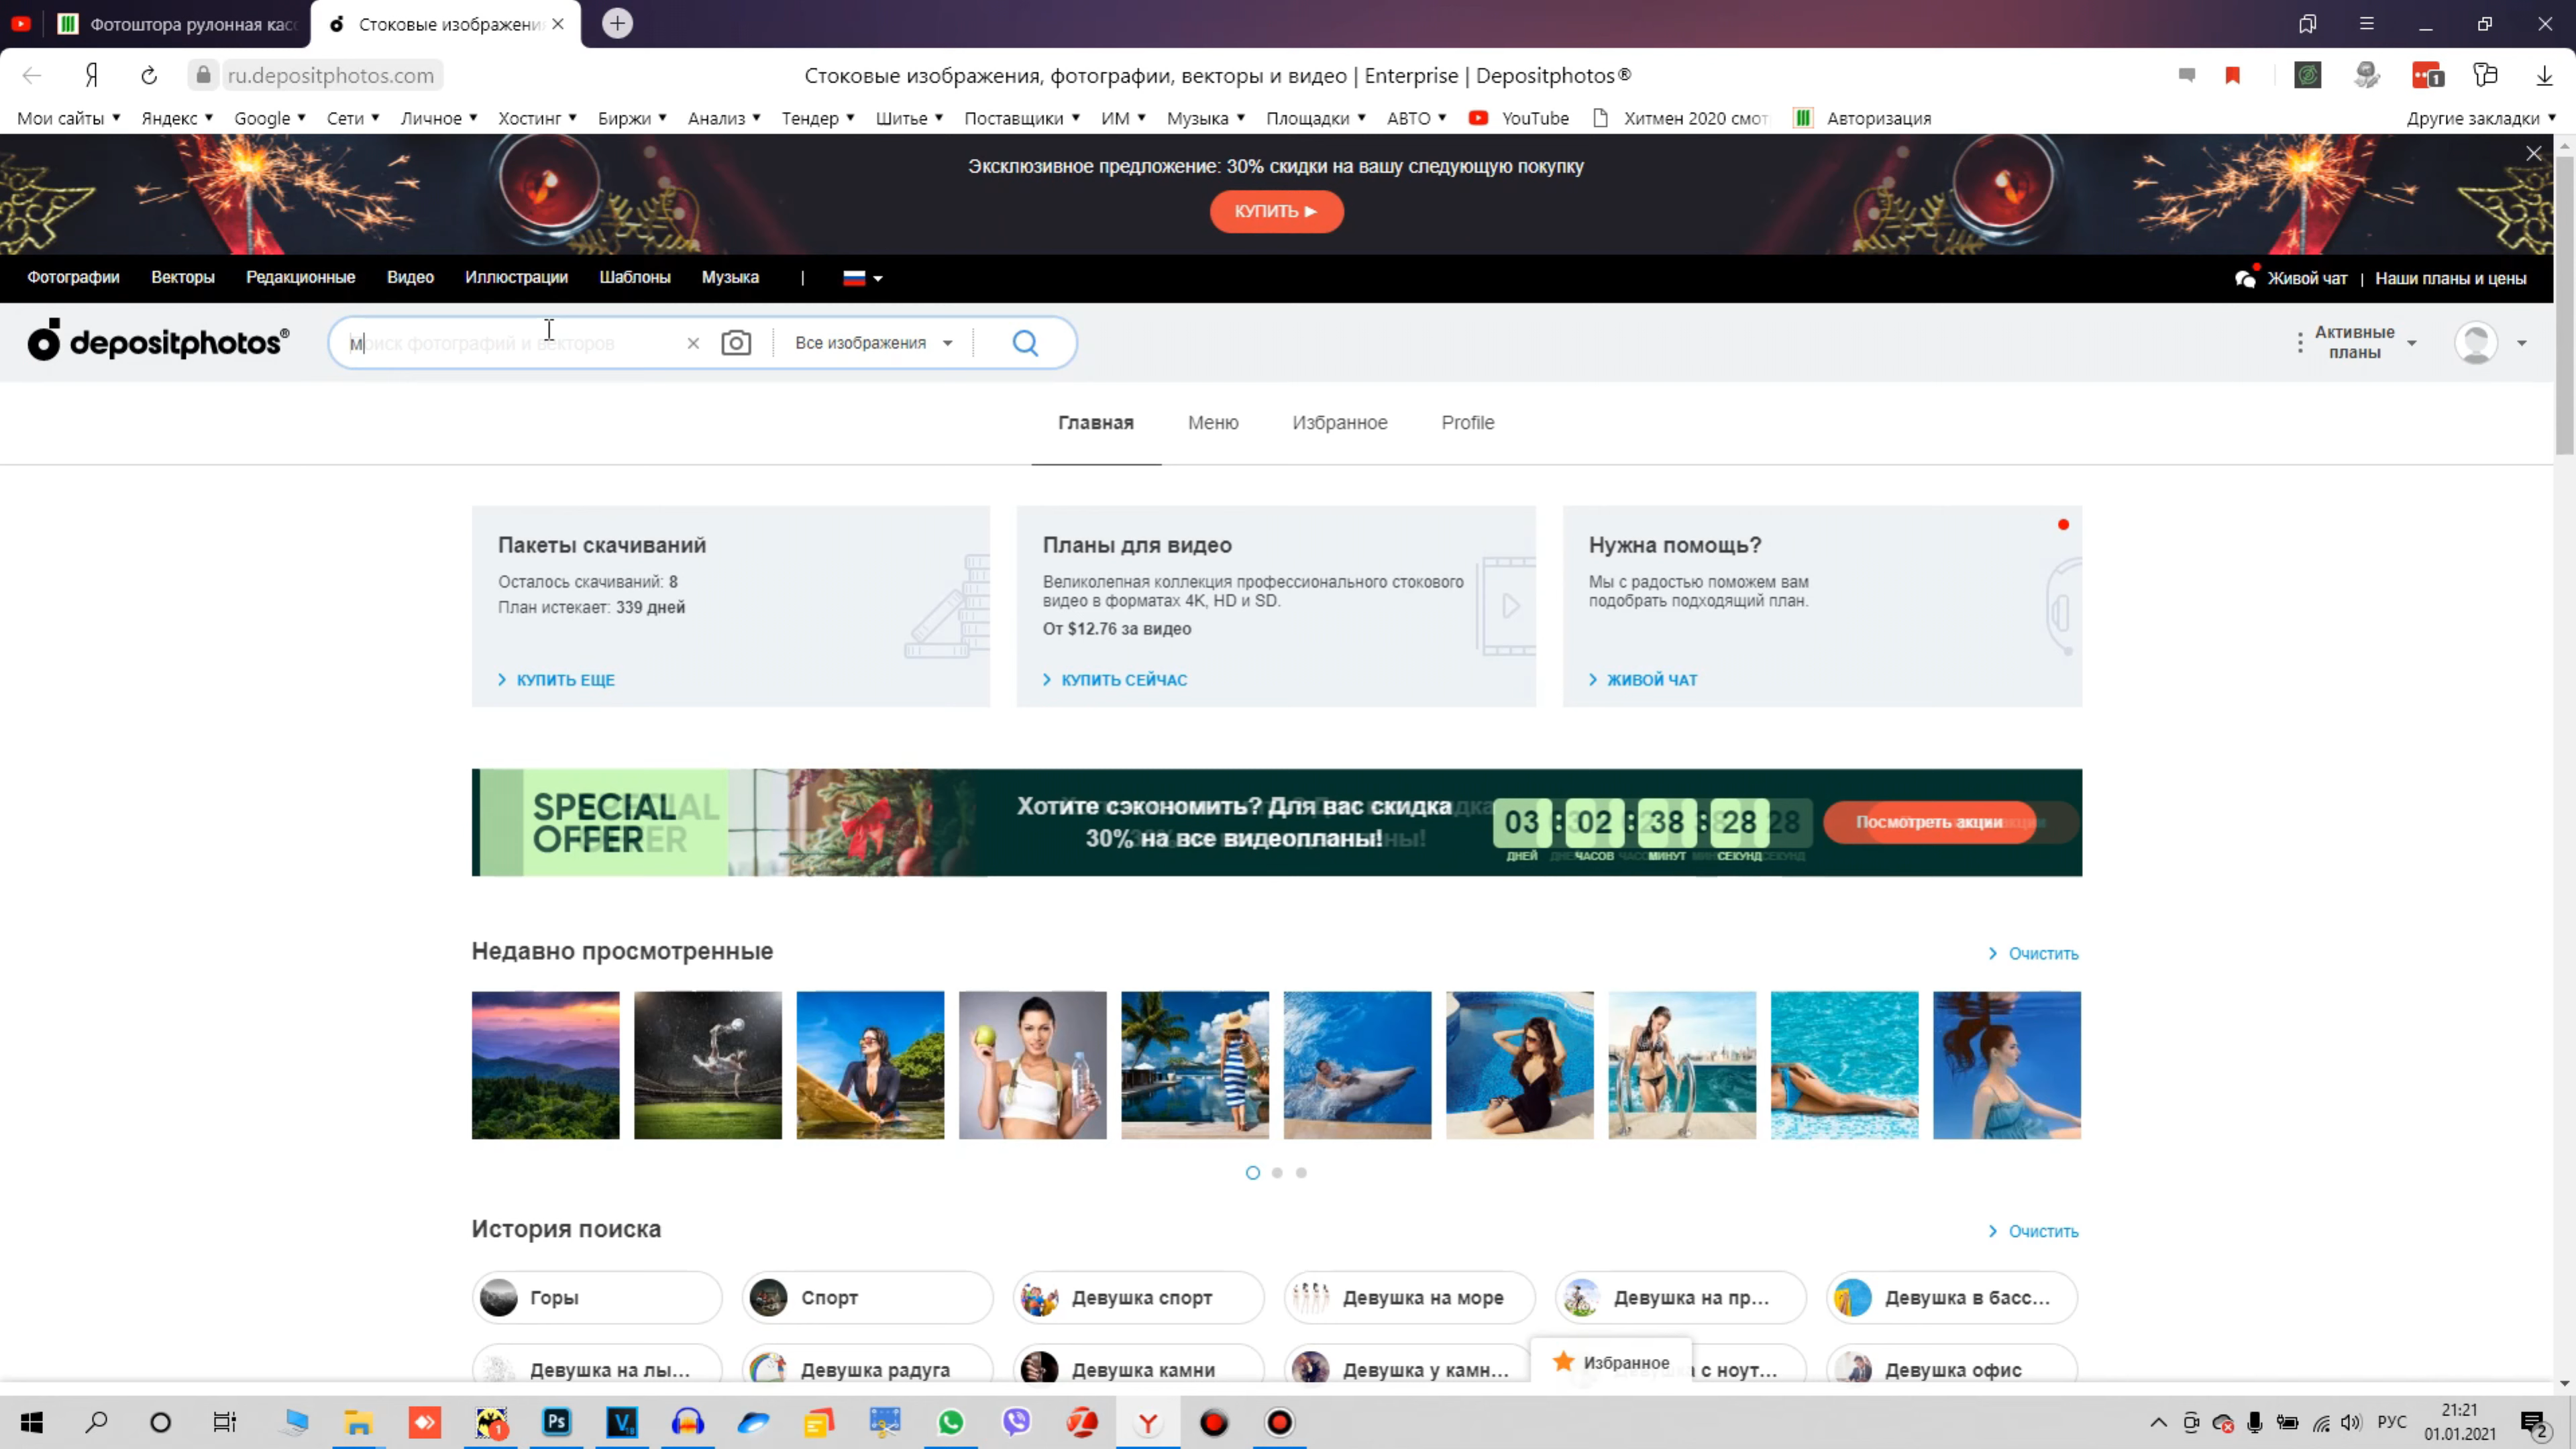 Фотоштора рулонная касс
Стоковые изображени
ru.depositphotos.com
Стоковые изображения, фотографии, векторы и видео | Enterprise | Depositphotos®
1
Мои сайты ▼ Яндекс ▼ Google ▼ Сети ▼ Личное ▼ Хостинг ▼ Биржи ▼ Анализ ▼ Тендер ▼ Шитье ▼ Поставщики ▼ ИМ ▼ Музыка ▼ Площадки ▼ АВТО ▼ YouTube Хитмен 2020 смот Авторизация Другие закладки ▼
Эксклюзивное предложение: 30% скидки на вашу следующую покупку
КУПИТЬ ►
Фотографии Векторы Редакционные Видео Иллюстрации Шаблоны Музыка | Живой чат | Наши планы и цены
depositphotos®
м
Все изображения
Активные
планы
Главная Меню Избранное Profile
Пакеты скачиваний
Осталось скачиваний: 8
План истекает: 339 дней
КУПИТЬ ЕЩЕ
Планы для видео
Великолепная коллекция профессионального стокового
видео в форматах 4K, HD и SD.
От $12.76 за видео
КУПИТЬ СЕЙЧАС
Нужна помощь?
Мы с радостью поможем вам
подобрать подходящий план.
ЖИВОЙ ЧАТ
SPECIAL
OFFER
Хотите сэкономить? Для вас скидка
30% на все видеопланы!
03 : 02 : 38 : 28
ДНЕЙ ЧАСОВ МИНУТ СЕКУНД
Посмотреть акции
Недавно просмотренные
Очистить
История поиска
Очистить
Горы Спорт Девушка спорт Девушка на море Девушка на пр... Девушка в басс...
Девушка на лы... Девушка радуга Девушка камни Девушка у камн... с ноут... Девушка офис
Избранное
1
Ps
РУС
21:21
01.01.2021
2